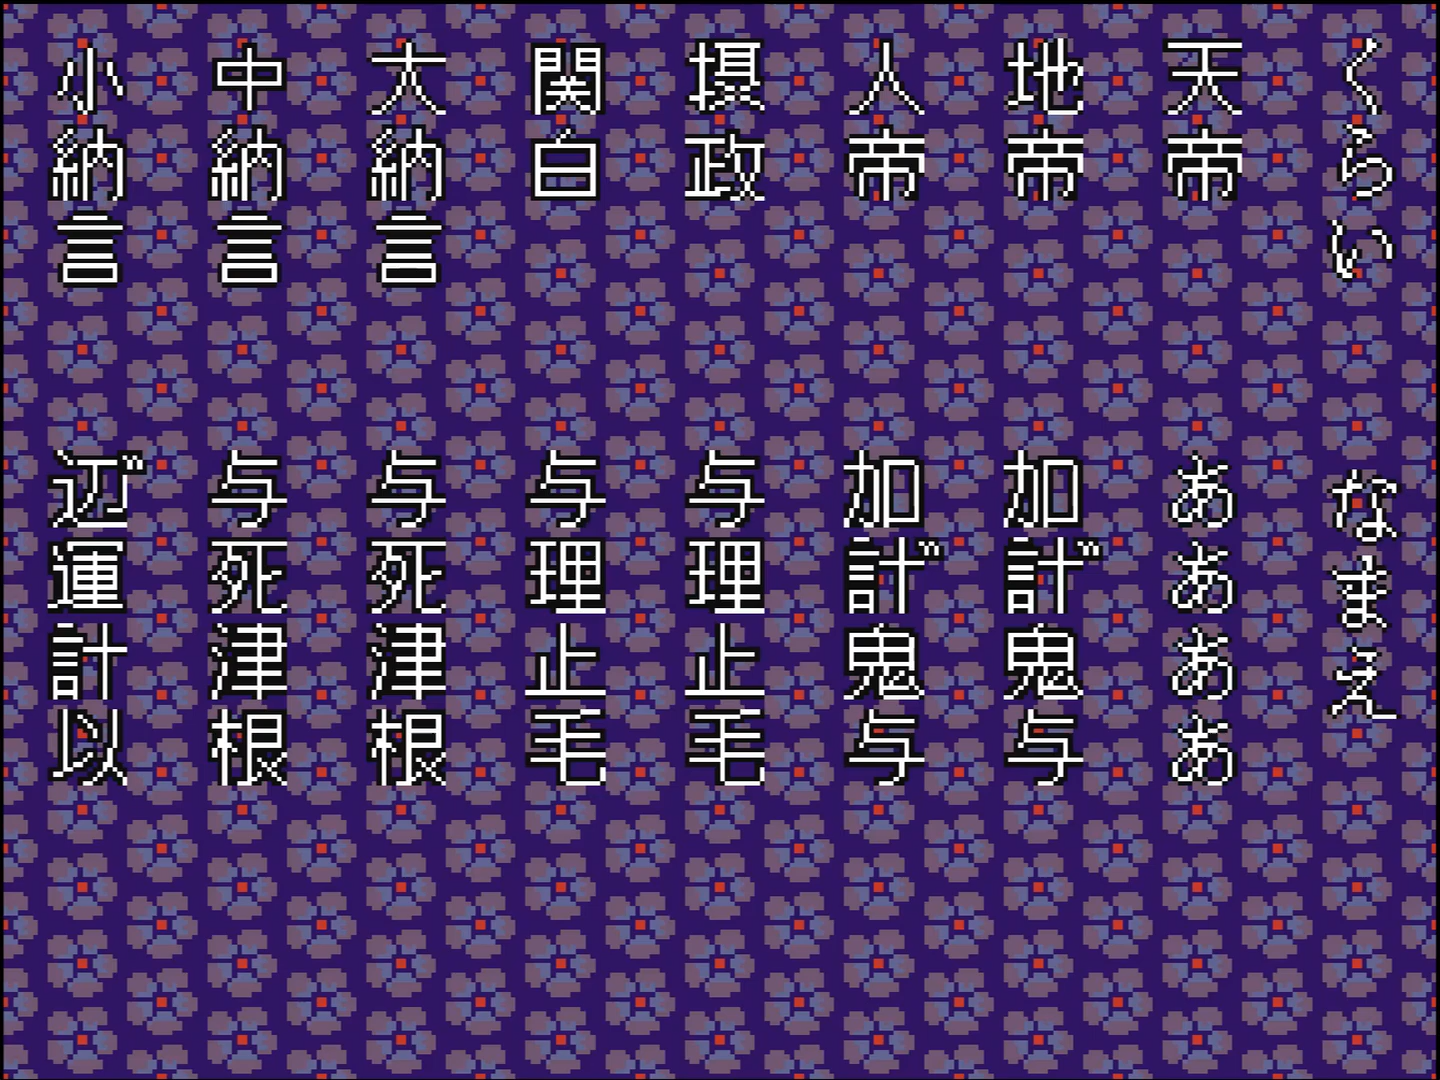 くらい なまえ
天帝 ああああ
地帝 加計゛鬼与
人帝 加計゛鬼与
摂政 与理止毛
関白 与理止毛
大納言 与死津根
中納言 与死津根
小納言 辺゛運計以